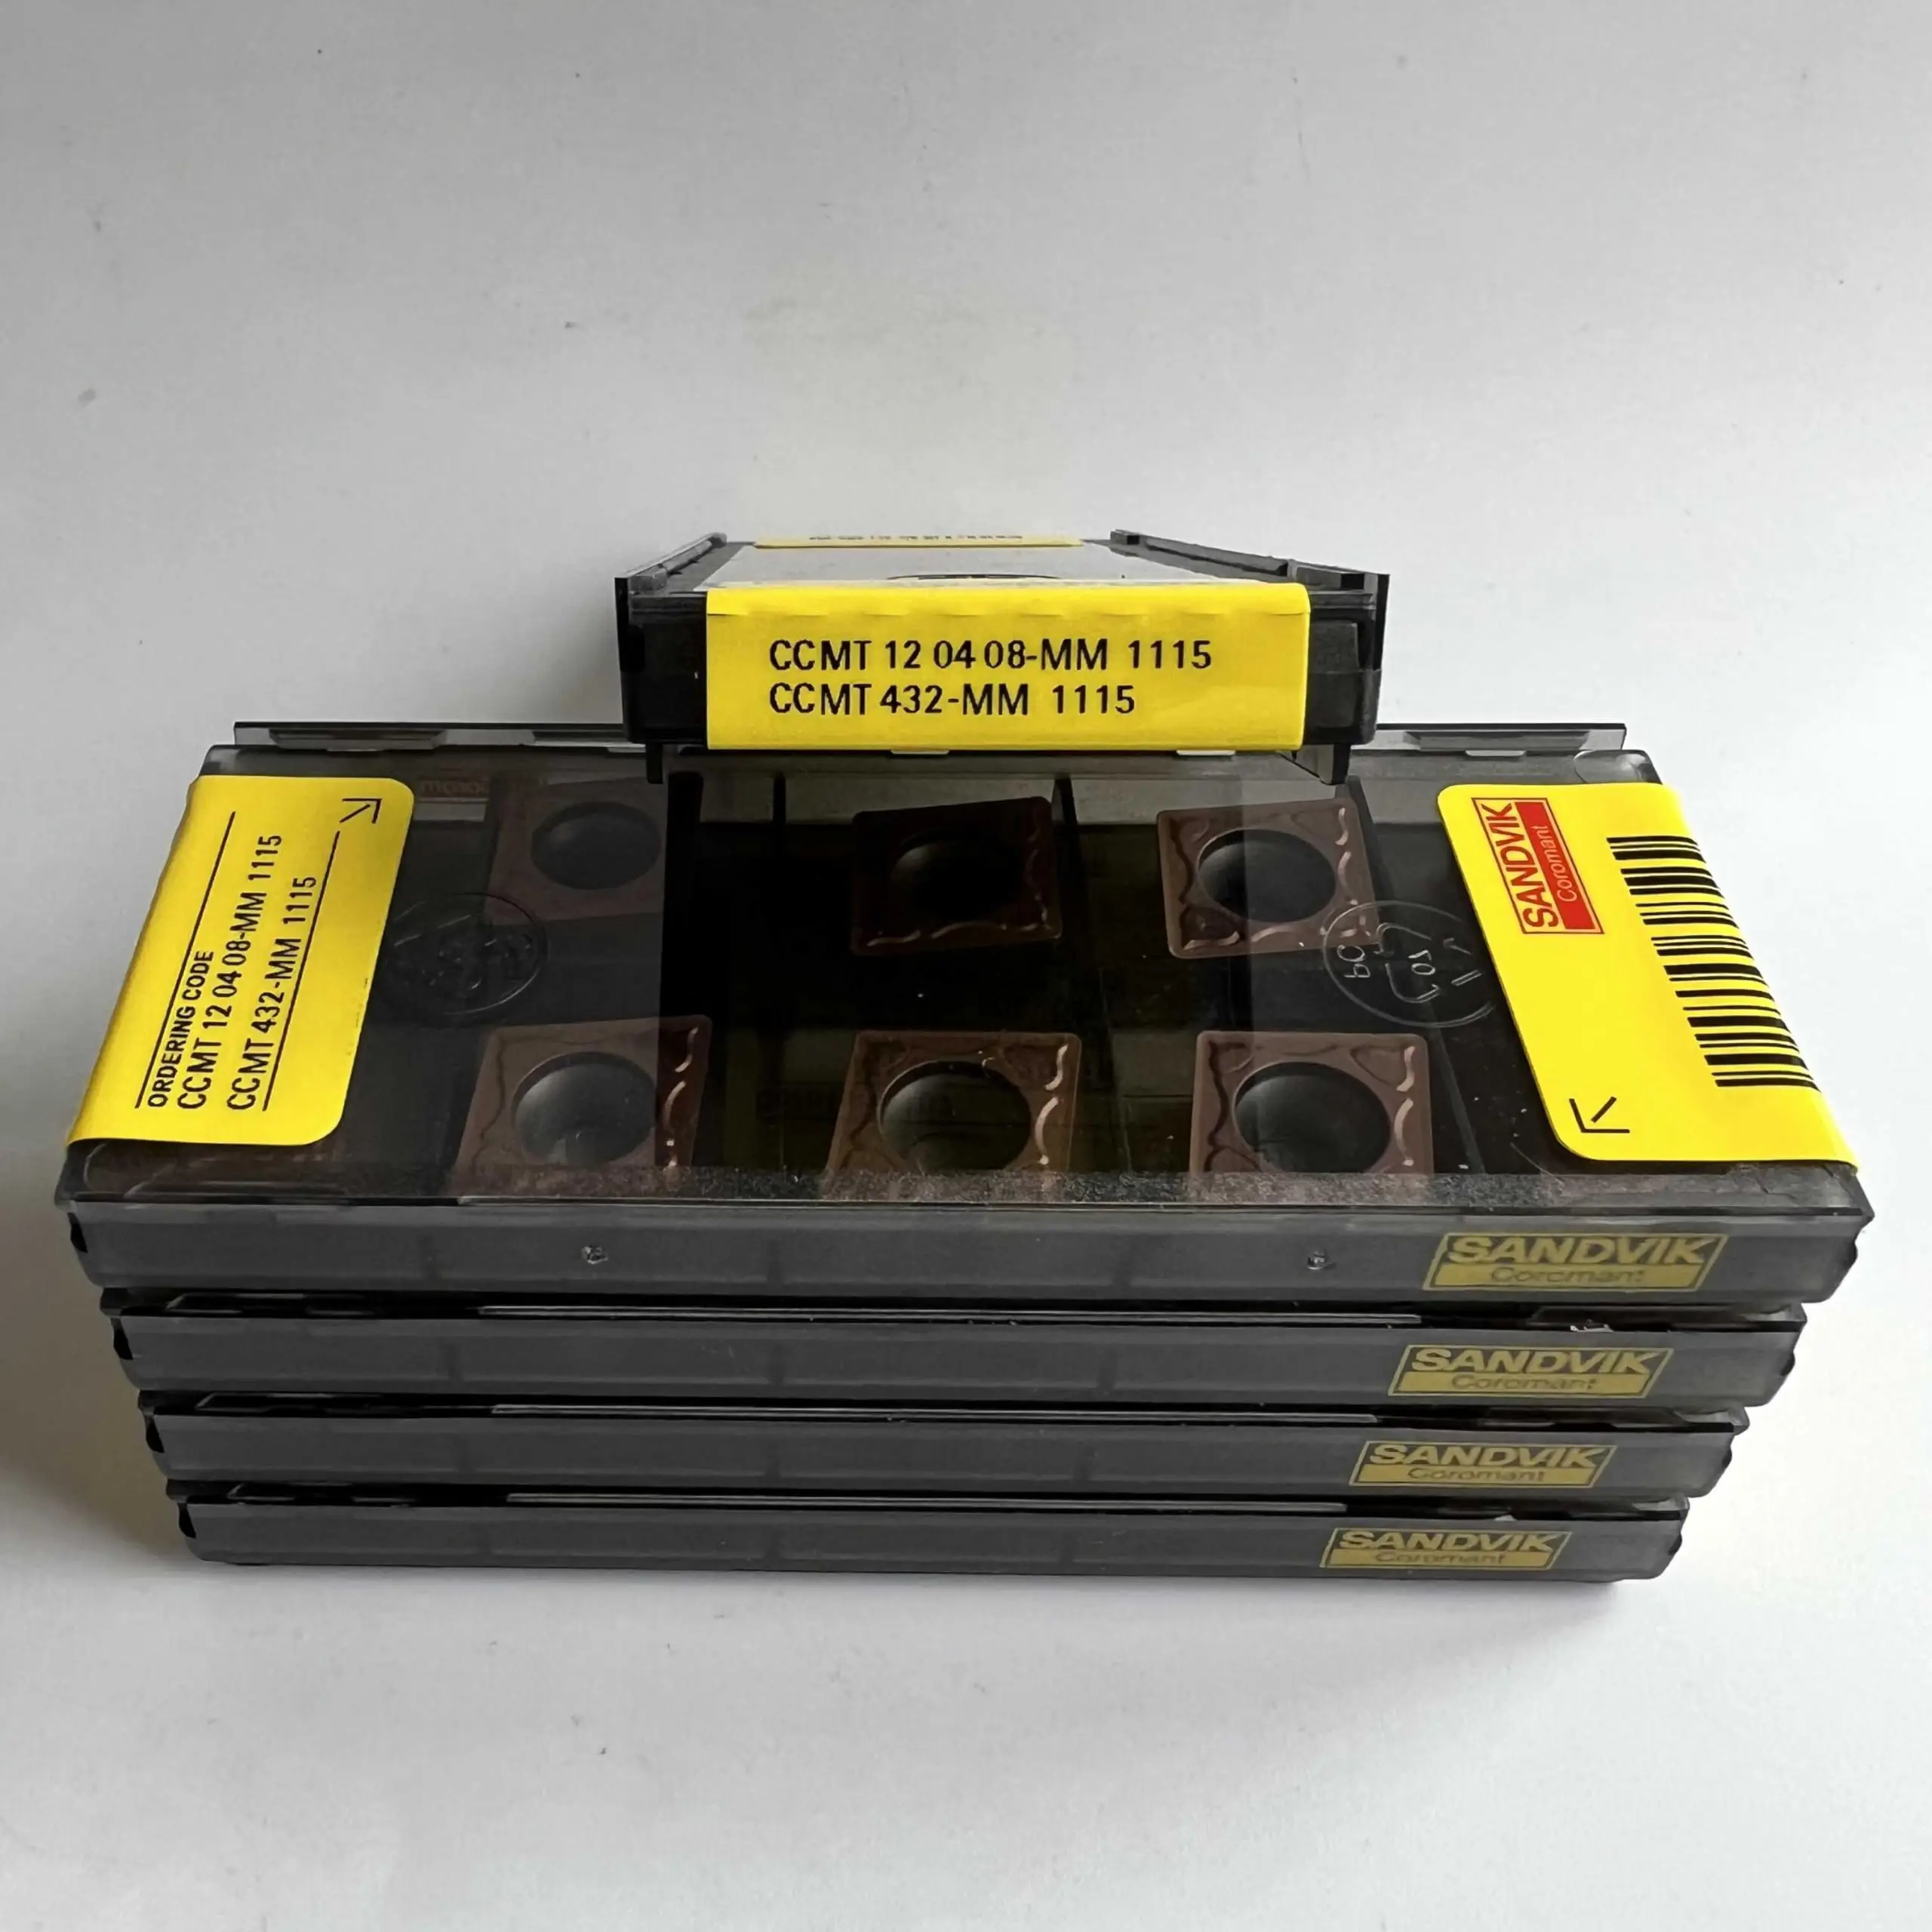 CCMT 12 04 08-MM 1115
CCMT 432-MM 1115
ORDERING CODE
CCMT 12 04 08-MM 1115
CCMT 432-MM 1115
SANDVIK
Coromant
SANDVIK
Coromant
SANDVIK
Coromant
SANDVIK
Coromant
SANDVIK
Coromant